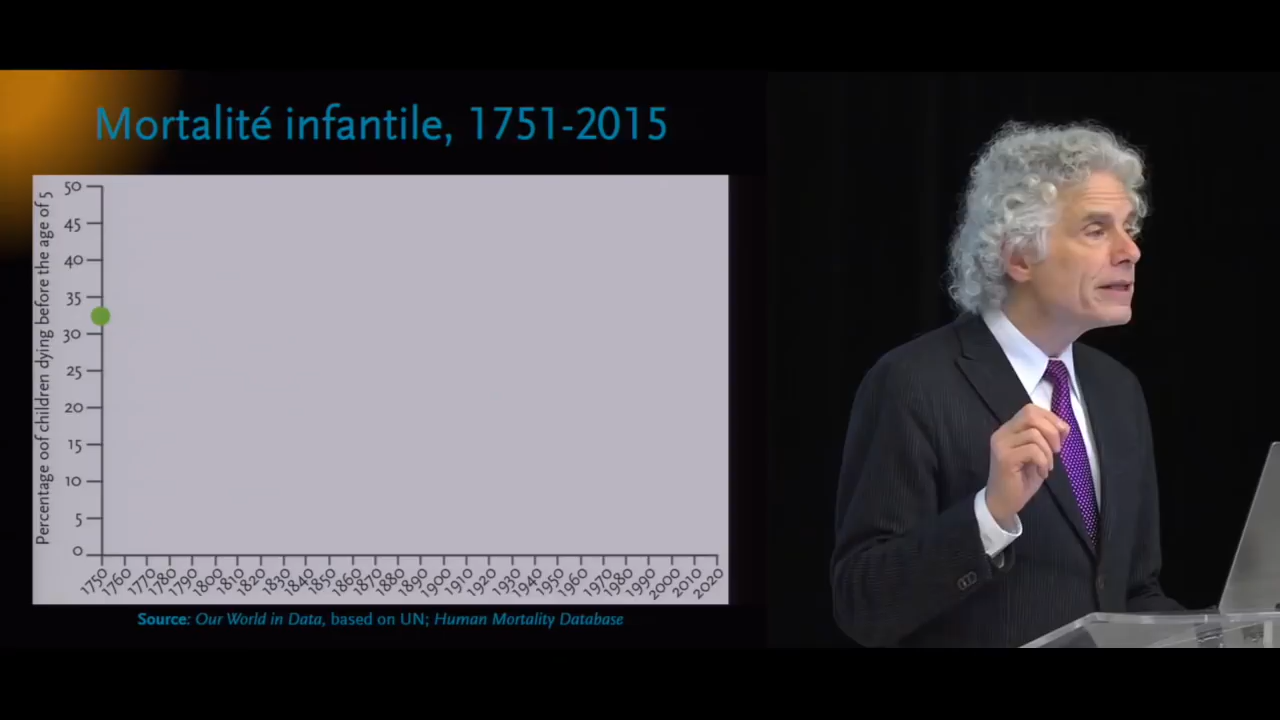 Mortalité infantile, 1751-2015
Percentage oof children dying before the age of 5
50
45
40
35
30
25
20
15
10
5
0
1750 1760 1770 1780 1790 1800 1810 1820 1830 1840 1850 1860 1870 1880 1890 1900 1910 1920 1930 1940 1950 1960 1970 1980 1990 2000 2010 2020
Source: Our World in Data, based on UN; Human Mortality Database